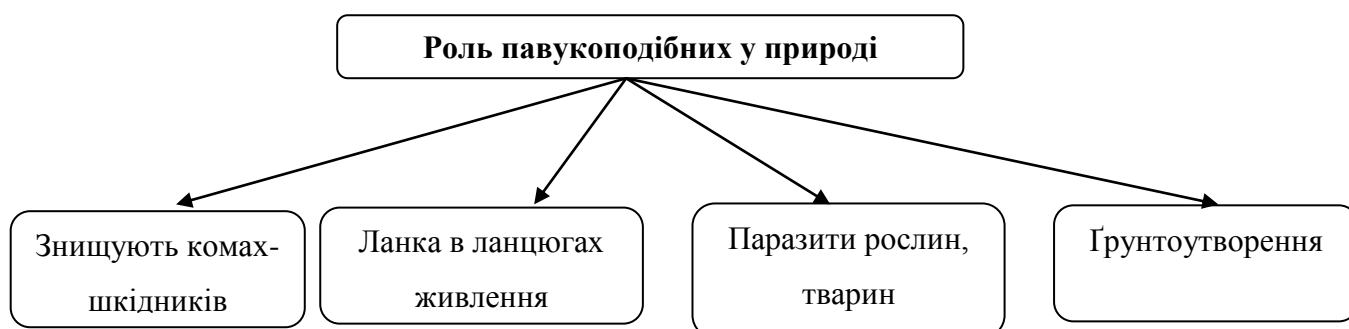 Роль павукоподібних у природі
Знищують комах-
шкідників
Ланка в ланцюгах
живлення
Паразити рослин,
тварин
Ґрунтоутворення